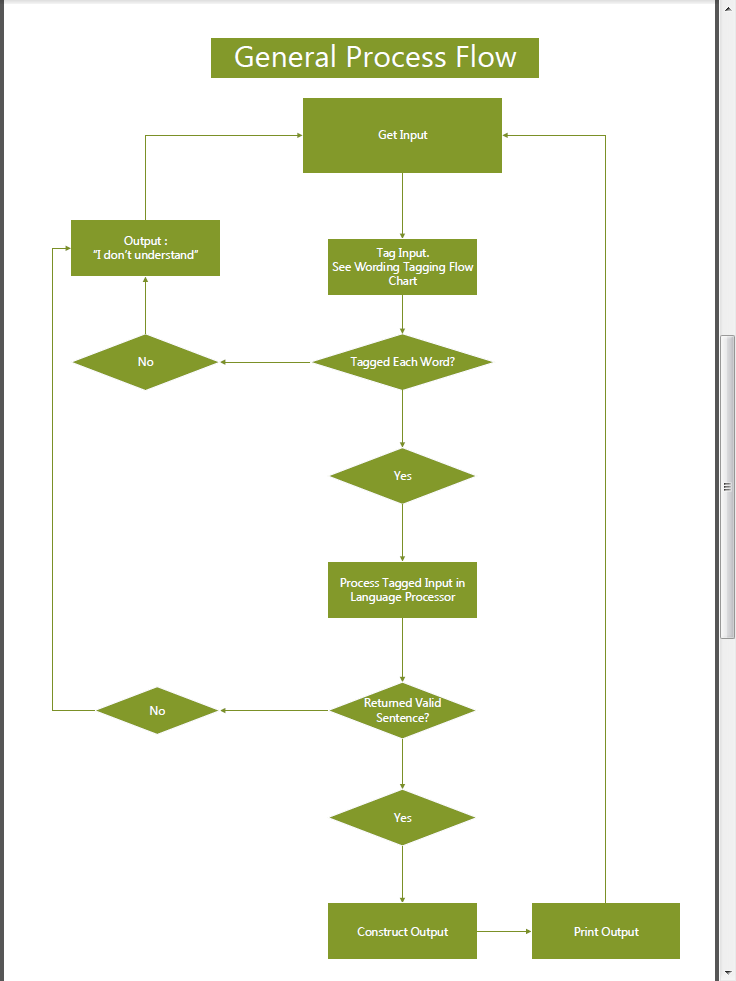 General Process Flow
Get Input
Output :
"I don't understand"
Tag Input.
See Wording Tagging Flow
Chart
No
Tagged Each Word?
Yes
Process Tagged Input in
Language Processor
No
Returned Valid
Sentence?
Yes
Construct Output
Print Output